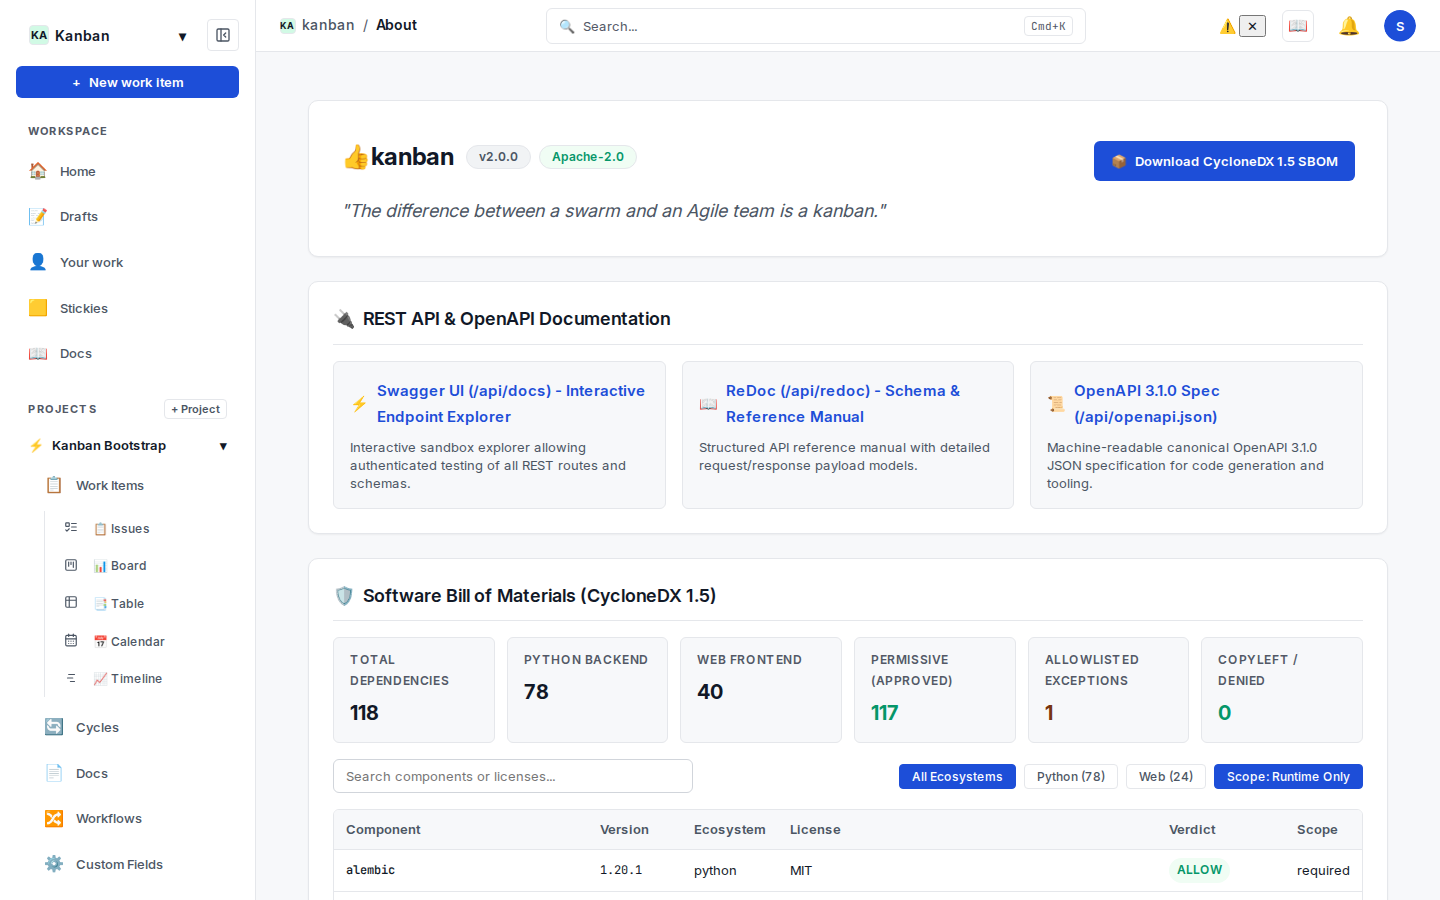 KA Kanban ▼
+ New work item
WORKSPACE
Home
Drafts
Your work
Stickies
Docs
PROJECTS
+ Project
Kanban Bootstrap ▼
Work Items
Issues
Board
Table
Calendar
Timeline
Cycles
Docs
Workflows
Custom Fields
KA kanban / About
Search...
Cmd+K
✕
S
kanban
v2.0.0
Apache-2.0
Download CycloneDX 1.5 SBOM
"The difference between a swarm and an Agile team is a kanban."
REST API & OpenAPI Documentation
Swagger UI (/api/docs) - Interactive
Endpoint Explorer
Interactive sandbox explorer allowing
authenticated testing of all REST routes and
schemas.
ReDoc (/api/redoc) - Schema &
Reference Manual
Structured API reference manual with detailed
request/response payload models.
OpenAPI 3.1.0 Spec
(/api/openapi.json)
Machine-readable canonical OpenAPI 3.1.0
JSON specification for code generation and
tooling.
Software Bill of Materials (CycloneDX 1.5)
TOTAL
DEPENDENCIES
118
PYTHON BACKEND
78
WEB FRONTEND
40
PERMISSIVE
(APPROVED)
117
ALLOWLISTED
EXCEPTIONS
1
COPYLEFT /
DENIED
0
Search components or licenses...
All Ecosystems
Python (78)
Web (24)
Scope: Runtime Only
Component Version Ecosystem License Verdict Scope
alembic 1.20.1 python MIT ALLOW required